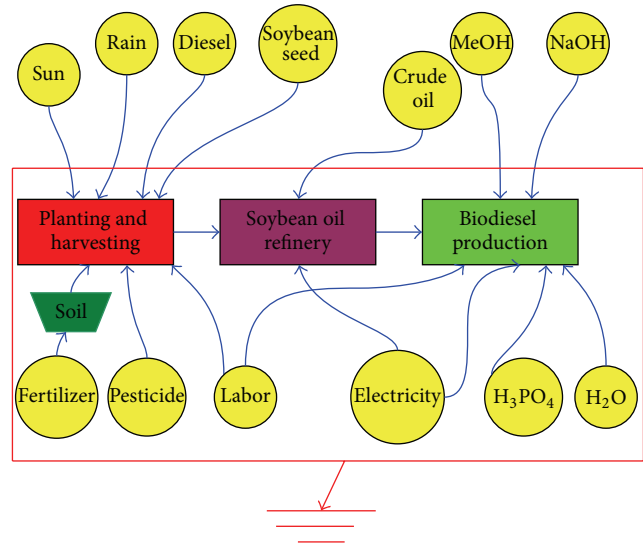 Sun
Rain
Diesel
Soybean
seed
Crude
oil
MeOH
NaOH
Planting and
harvesting
Soybean oil
refinery
Biodiesel
production
Soil
Fertilizer
Pesticide
Labor
Electricity
H₃PO₄
H₂O